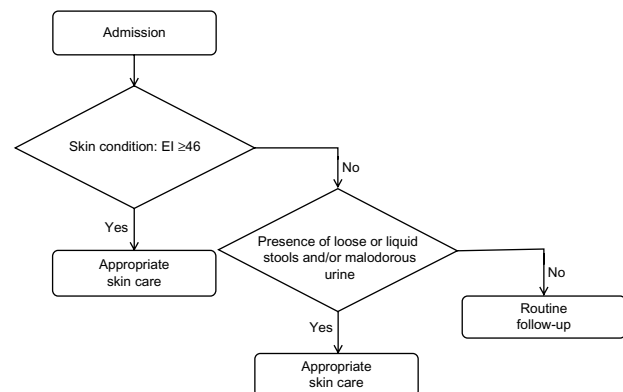 Admission
Skin condition: EI ≥46
No
Yes
Presence of loose or liquid
stools and/or malodorous
urine
Appropriate
skin care
No
Routine
follow-up
Yes
Appropriate
skin care